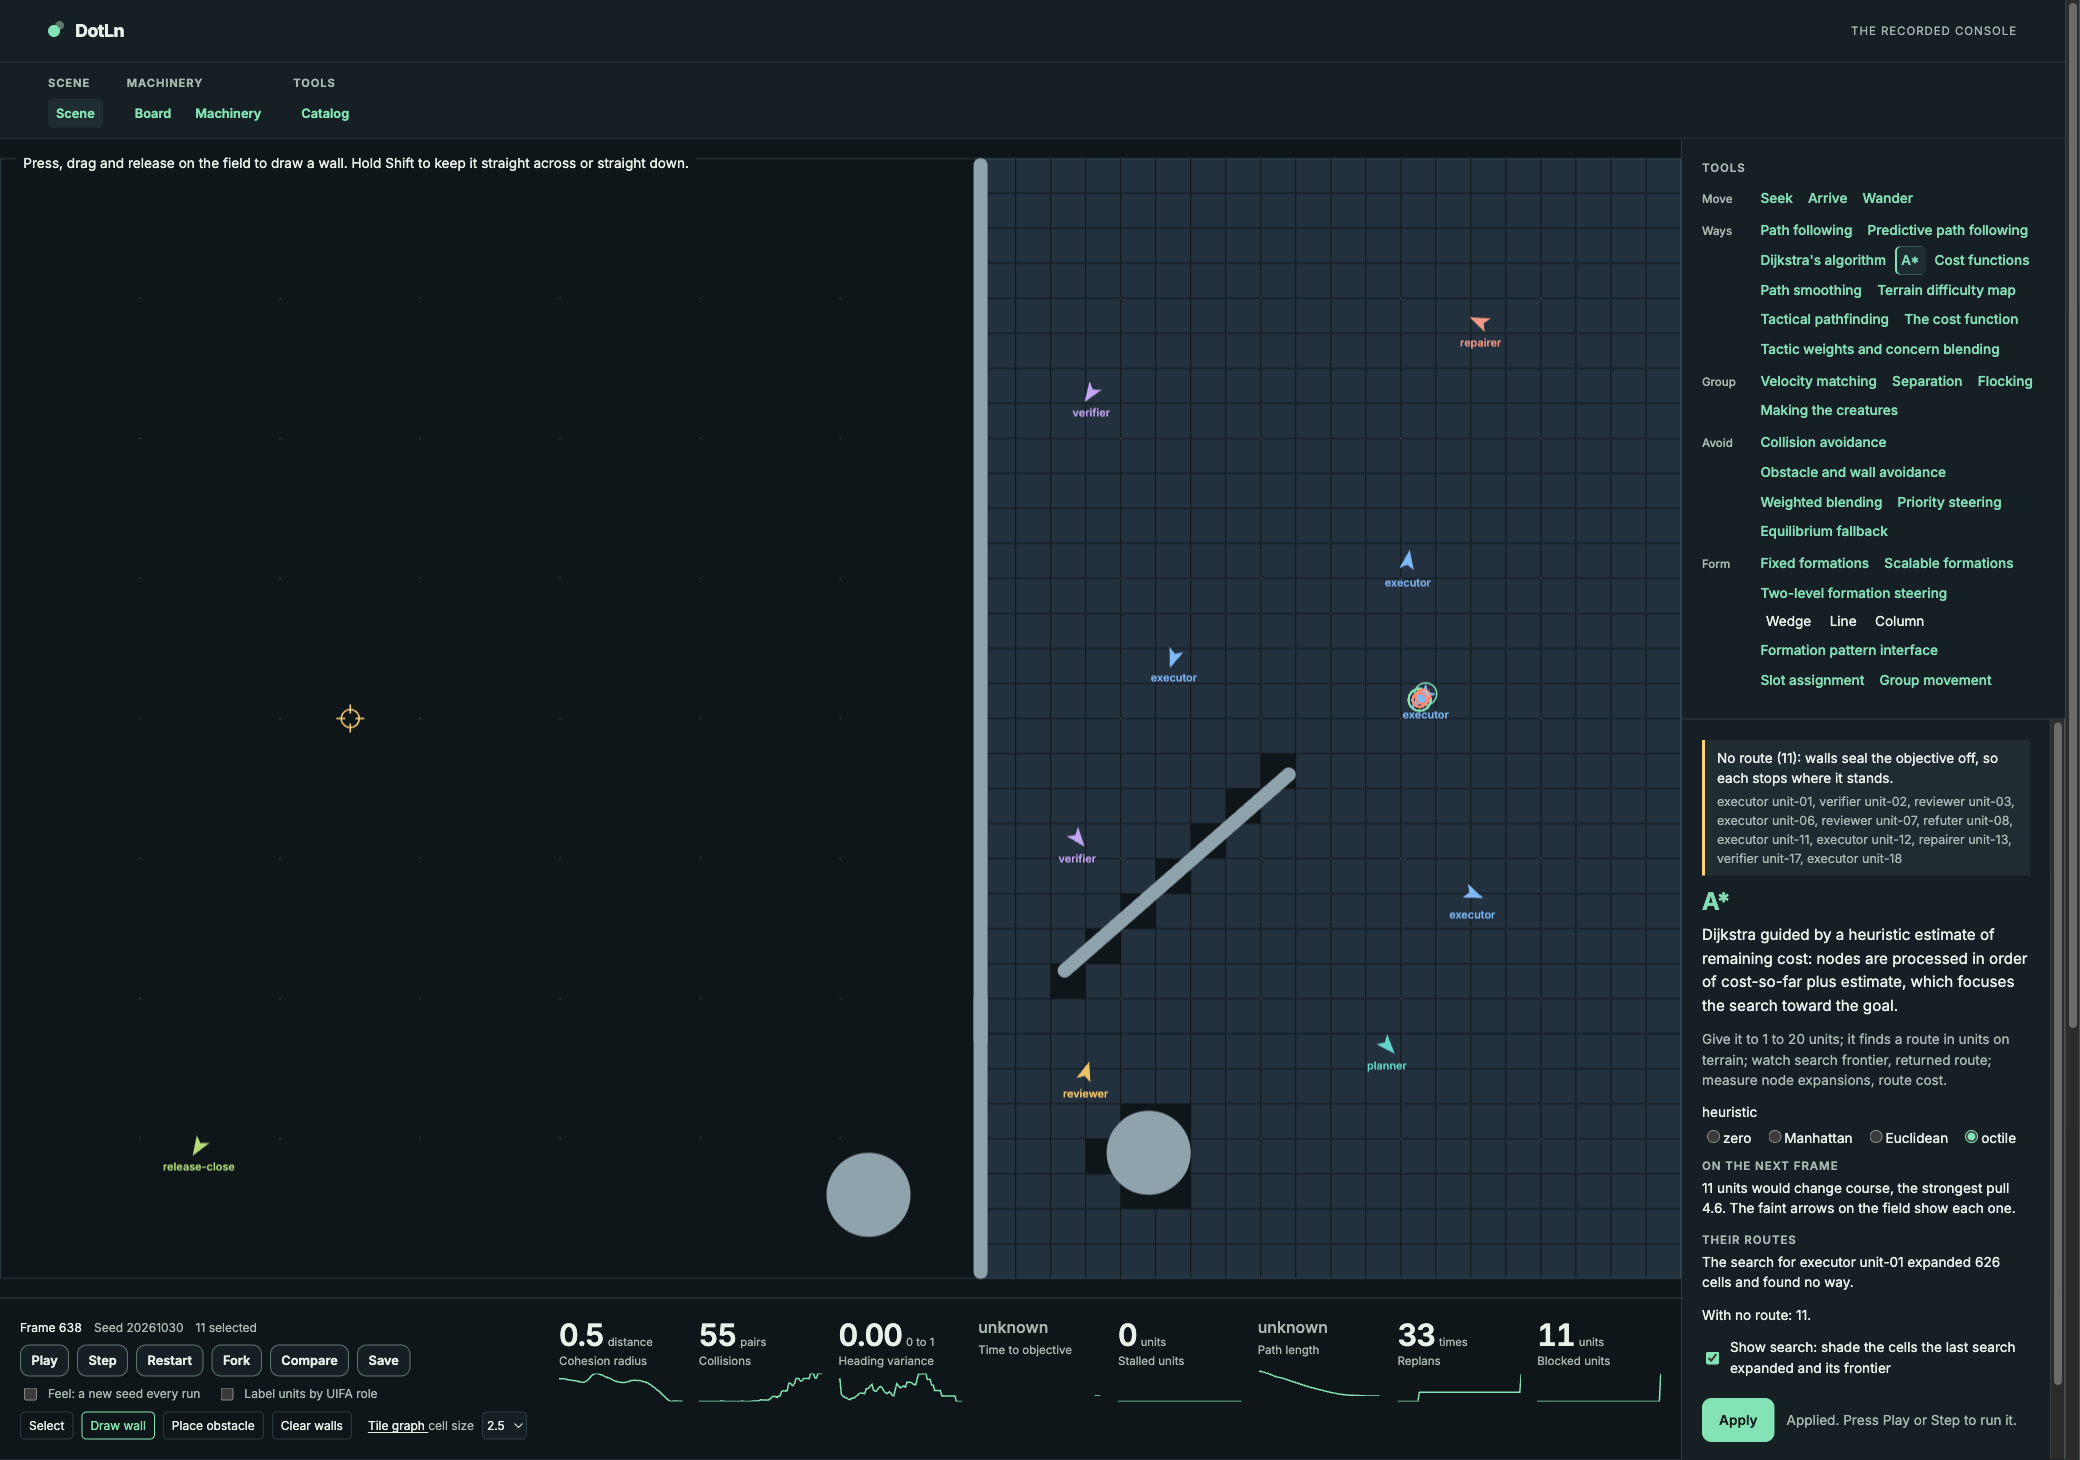 DotLn
THE RECORDED CONSOLE
SCENE MACHINERY TOOLS
Scene Board Machinery Catalog
Press, drag and release on the field to draw a wall. Hold Shift to keep it straight across or straight down.
repairer
verifier
executor
executor
executor
verifier
executor
planner
reviewer
release-close
TOOLS
Move Seek Arrive Wander
Ways Path following Predictive path following
Dijkstra's algorithm A* Cost functions
Path smoothing Terrain difficulty map
Tactical pathfinding The cost function
Tactic weights and concern blending
Group Velocity matching Separation Flocking
Making the creatures
Avoid Collision avoidance
Obstacle and wall avoidance
Weighted blending Priority steering
Equilibrium fallback
Form Fixed formations Scalable formations
Two-level formation steering
Wedge Line Column
Formation pattern interface
Slot assignment Group movement
No route (11): walls seal the objective off, so
each stops where it stands.
executor unit-01, verifier unit-02, reviewer unit-03,
executor unit-06, reviewer unit-07, refuter unit-08,
executor unit-11, executor unit-12, repairer unit-13,
verifier unit-17, executor unit-18
A*
Dijkstra guided by a heuristic estimate of
remaining cost: nodes are processed in order
of cost-so-far plus estimate, which focuses
the search toward the goal.
Give it to 1 to 20 units; it finds a route in units on
terrain; watch search frontier, returned route;
measure node expansions, route cost.
heuristic
zero Manhattan Euclidean octile
ON THE NEXT FRAME
11 units would change course, the strongest pull
4.6. The faint arrows on the field show each one.
THEIR ROUTES
The search for executor unit-01 expanded 626
cells and found no way.
With no route: 11.
Show search: shade the cells the last search
expanded and its frontier
Apply Applied. Press Play or Step to run it.
Frame 638 Seed 20261030 11 selected
Play Step Restart Fork Compare Save
Feel: a new seed every run Label units by UIFA role
Select Draw wall Place obstacle Clear walls Tile graph cell size 2.5
0.5 distance
Cohesion radius
55 pairs
Collisions
0.00 0 to 1
Heading variance
unknown
Time to objective
0 units
Stalled units
unknown
Path length
33 times
Replans
11 units
Blocked units